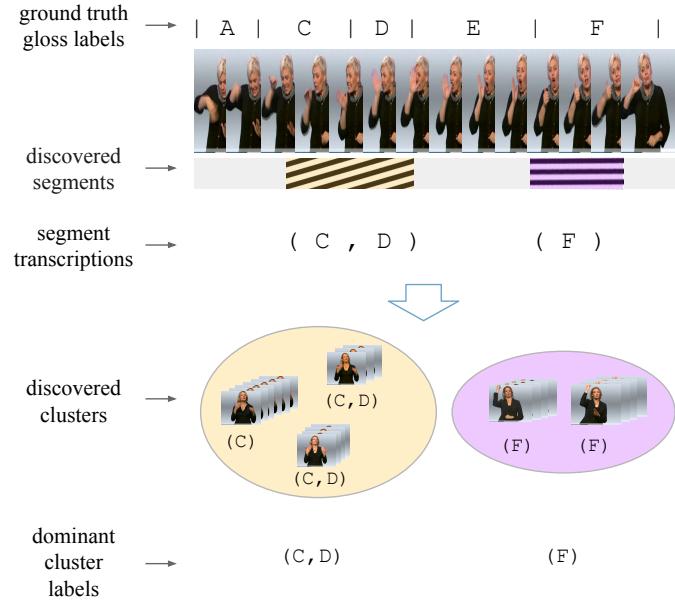 ground truth
gloss labels
| A | C | D | E | F |
discovered
segments
segment
transcriptions
( C , D )
( F )
discovered
clusters
(C,D)
(C)
(C,D)
(F)
(F)
dominant
cluster
labels
(C,D)
(F)